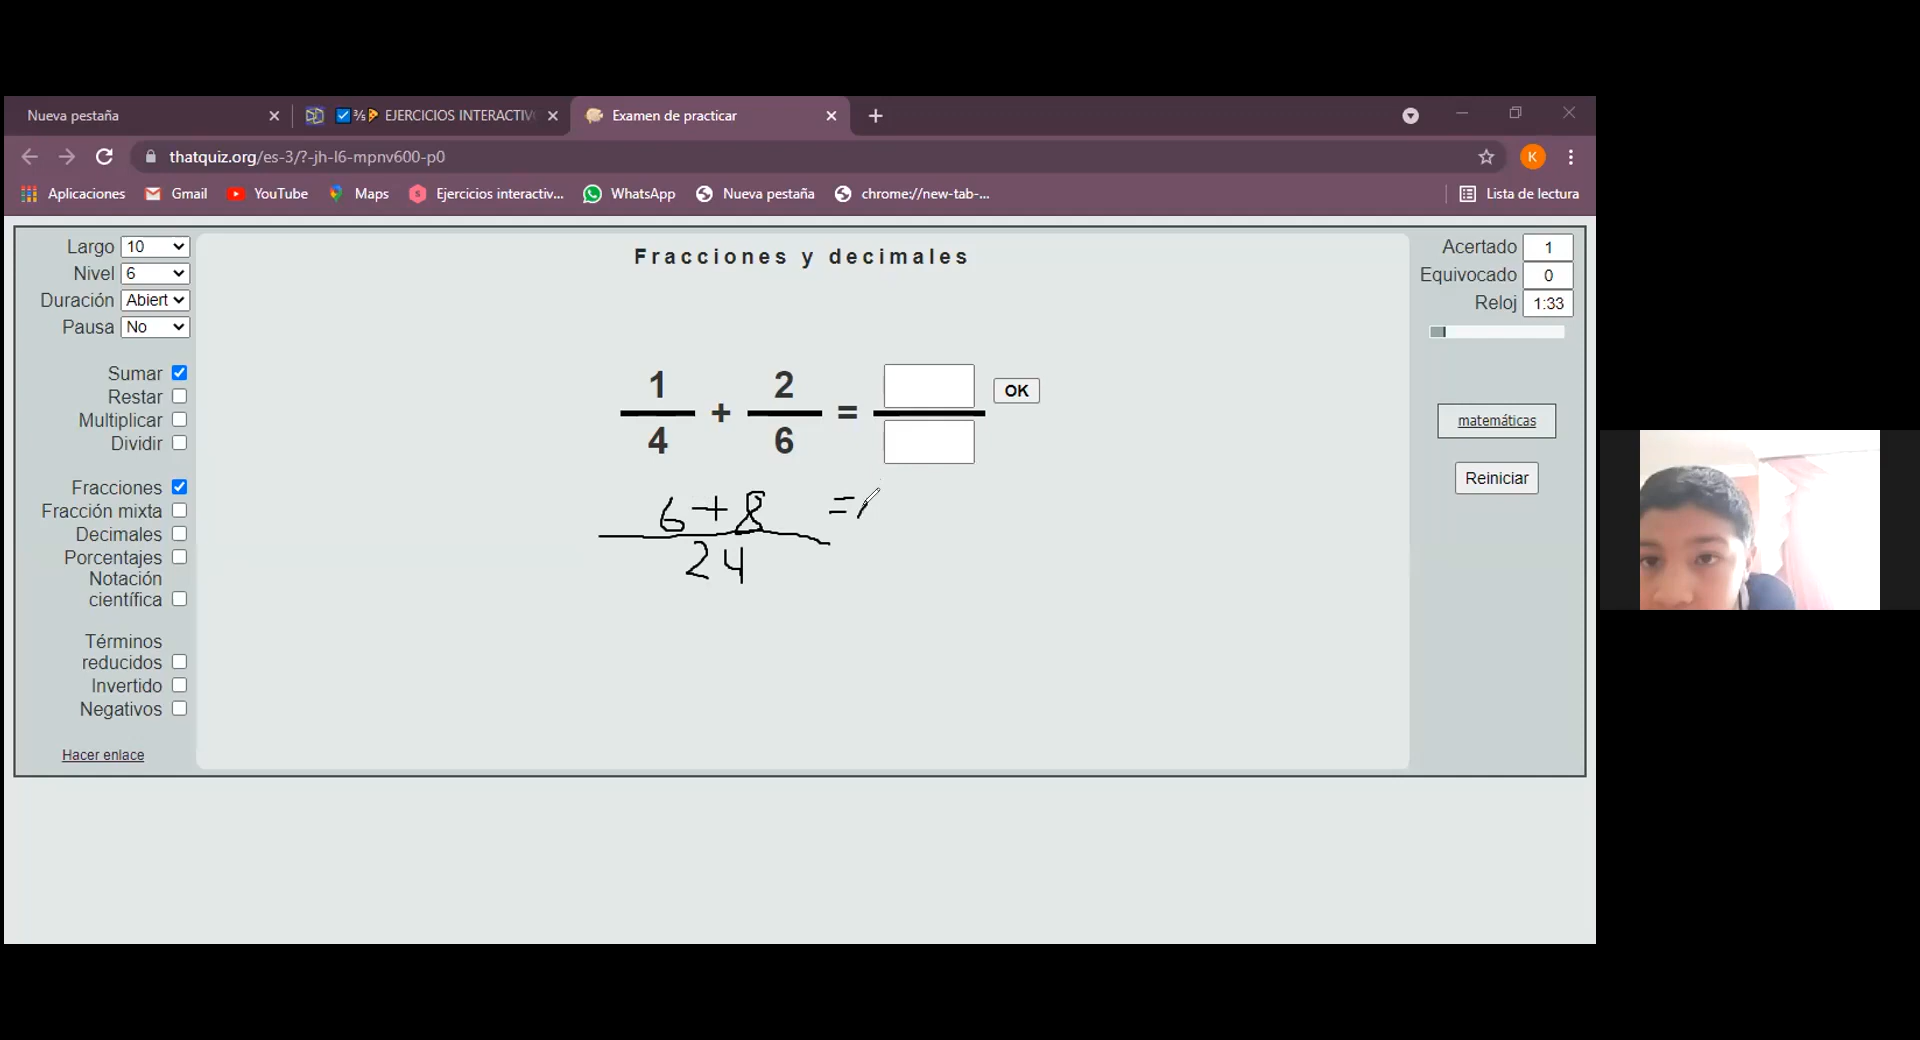 Nueva pestaña
EJERCICIOS INTERACTIV
Examen de practicar
thatquiz.org/es-3/?-jh-l6-mpnv600-p0
K
Aplicaciones
Gmail
YouTube
Maps
Ejercicios interactiv...
WhatsApp
Nueva pestaña
chrome://new-tab-...
Lista de lectura
Largo 10
Nivel 6
Duración Abiert
Pausa No
Sumar
Restar
Multiplicar
Dividir
Fracciones
Fracción mixta
Decimales
Porcentajes
Notación
científica
Términos
reducidos
Invertido
Negativos
Hacer enlace
Fracciones y decimales
1 2
+ =
4 6
OK
6+8 =
24
Acertado 1
Equivocado 0
Reloj 1:33
matemáticas
Reiniciar